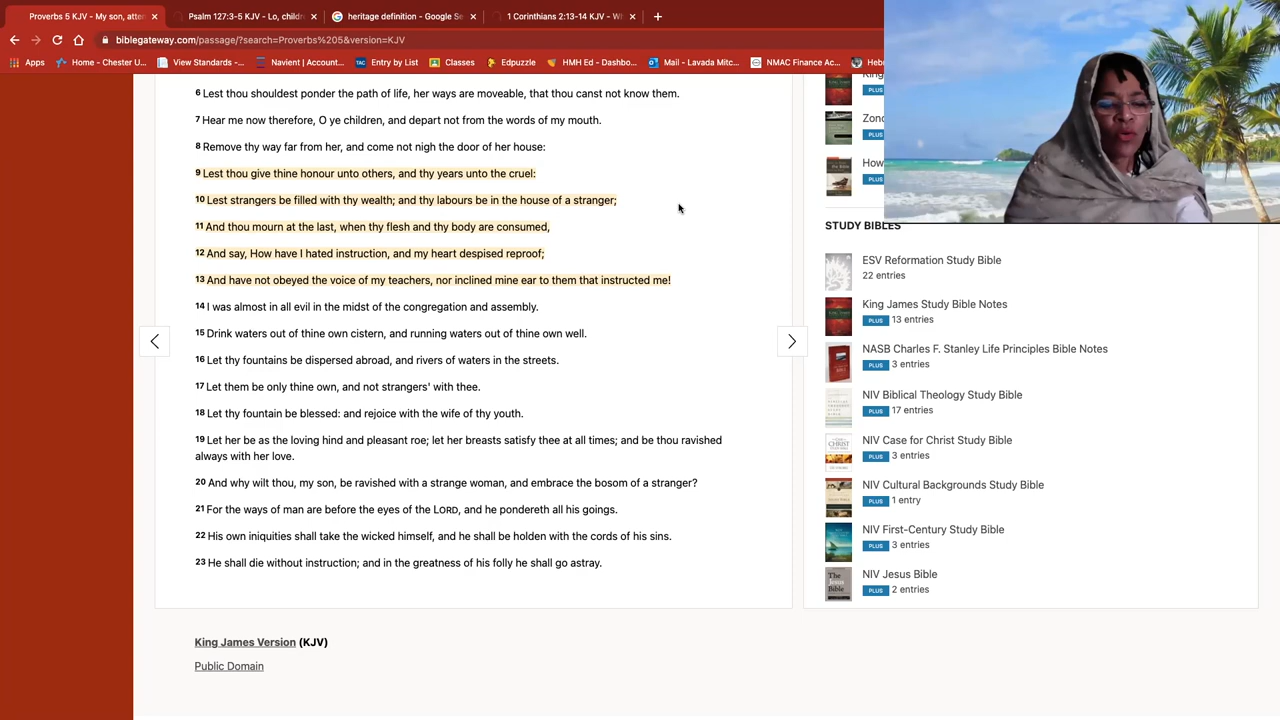 Proverbs 5 KJV - My son, atten
Psalm 127:3-5 KJV - Lo, childre
heritage definition - Google Se
1 Corinthians 2:13-14 KJV - Wh
biblegateway.com/passage/?search=Proverbs%205&version=KJV
Apps Home - Chester U... View Standards -... Navient | Account... Entry by List Classes Edpuzzle HMH Ed - Dashbo... Mail - Lavada Mitc... NMAC Finance Ac...
6 Lest thou shouldest ponder the path of life, her ways are moveable, that thou canst not know them.
7 Hear me now therefore, O ye children, and depart not from the words of my mouth.
8 Remove thy way far from her, and come not nigh the door of her house:
9 Lest thou give thine honour unto others, and thy years unto the cruel:
10 Lest strangers be filled with thy wealth; and thy labours be in the house of a stranger;
11 And thou mourn at the last, when thy flesh and thy body are consumed,
12 And say, How have I hated instruction, and my heart despised reproof;
13 And have not obeyed the voice of my teachers, nor inclined mine ear to them that instructed me!
14 I was almost in all evil in the midst of the congregation and assembly.
15 Drink waters out of thine own cistern, and running waters out of thine own well.
16 Let thy fountains be dispersed abroad, and rivers of waters in the streets.
17 Let them be only thine own, and not strangers' with thee.
18 Let thy fountain be blessed: and rejoice with the wife of thy youth.
19 Let her be as the loving hind and pleasant roe; let her breasts satisfy thee at all times; and be thou ravished
always with her love.
20 And why wilt thou, my son, be ravished with a strange woman, and embrace the bosom of a stranger?
21 For the ways of man are before the eyes of the LORD, and he pondereth all his goings.
22 His own iniquities shall take the wicked himself, and he shall be holden with the cords of his sins.
23 He shall die without instruction; and in the greatness of his folly he shall go astray.
King James Version (KJV)
Public Domain
PLUS
Zon
PLUS
How
PLUS
STUDY BIBLES
ESV Reformation Study Bible
22 entries
King James Study Bible Notes
PLUS 13 entries
NASB Charles F. Stanley Life Principles Bible Notes
PLUS 3 entries
NIV Biblical Theology Study Bible
PLUS 17 entries
NIV Case for Christ Study Bible
PLUS 3 entries
NIV Cultural Backgrounds Study Bible
PLUS 1 entry
NIV First-Century Study Bible
PLUS 3 entries
NIV Jesus Bible
PLUS 2 entries